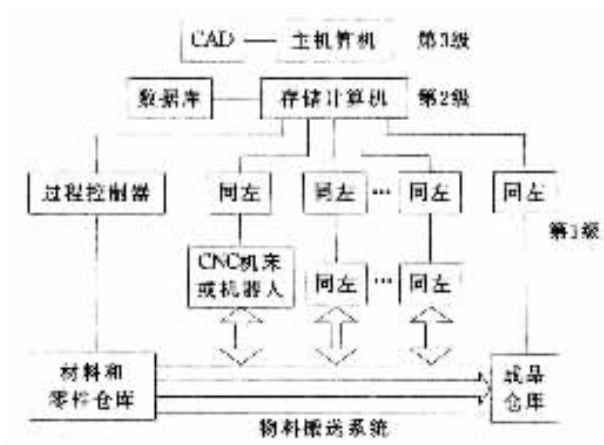 CAD
主机算机
第3级
数据库
存储计算机
第2级
过程控制器
同左
同左
…
同左
同左
第1级
CNC机床
或机器人
同左
…
同左
材料和
零件仓库
成品
仓库
物料搬送系统